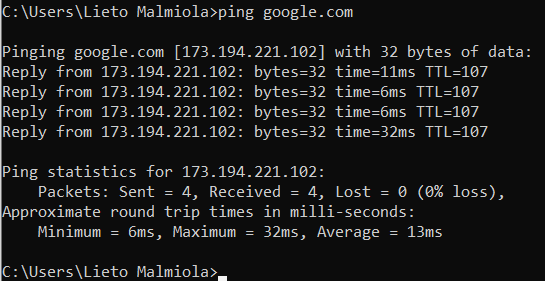 C:\Users\Lieto Malmiola>ping google.com
Pinging google.com [173.194.221.102] with 32 bytes of data:
Reply from 173.194.221.102: bytes=32 time=11ms TTL=107
Reply from 173.194.221.102: bytes=32 time=6ms TTL=107
Reply from 173.194.221.102: bytes=32 time=6ms TTL=107
Reply from 173.194.221.102: bytes=32 time=32ms TTL=107
Ping statistics for 173.194.221.102:
    Packets: Sent = 4, Received = 4, Lost = 0 (0% loss),
Approximate round trip times in milli-seconds:
    Minimum = 6ms, Maximum = 32ms, Average = 13ms
C:\Users\Lieto Malmiola>